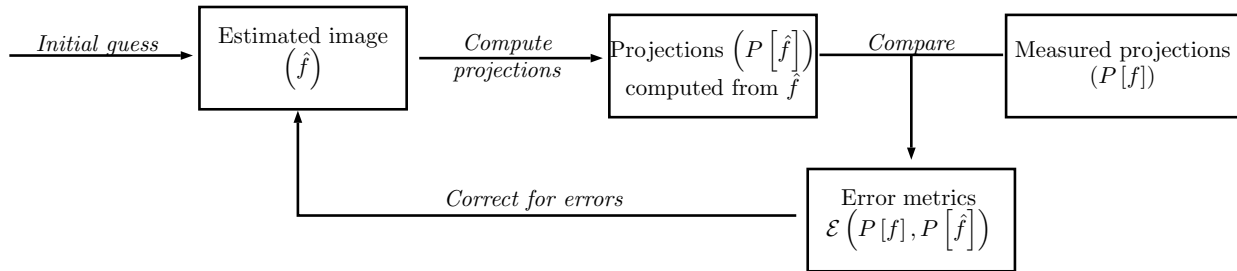 Initial guess
Estimated image
(f̂)
Compute
projections
Projections (P [f̂])
computed from f̂
Compare
Measured projections
(P [f])
Error metrics
ℰ (P [f] , P [f̂])
Correct for errors